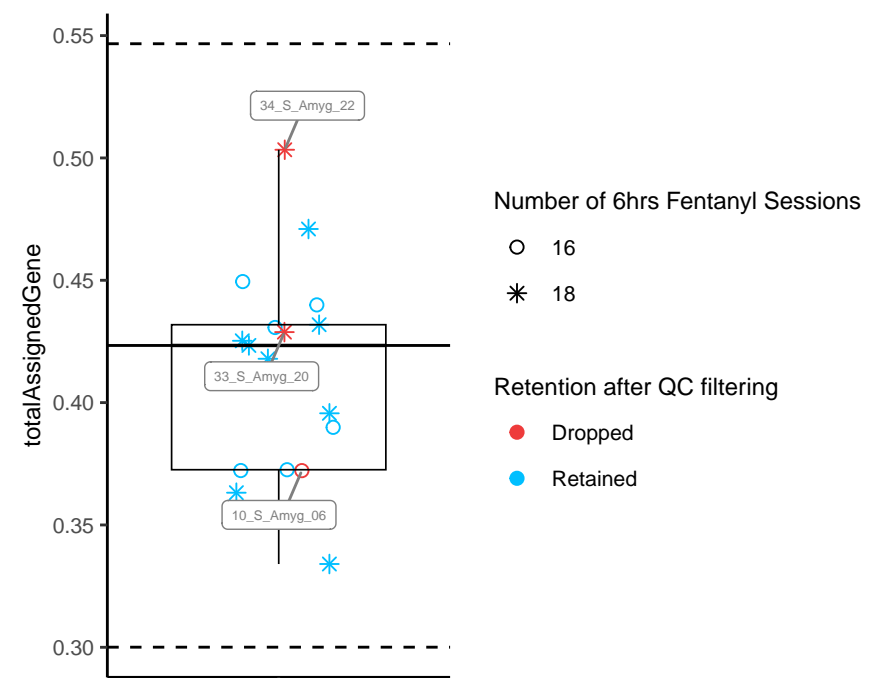 totalAssignedGene
0.55
0.50
0.45
0.40
0.35
0.30
34_S_Amyg_22
33_S_Amyg_20
10_S_Amyg_06
Number of 6hrs Fentanyl Sessions
16
18
Retention after QC filtering
Dropped
Retained